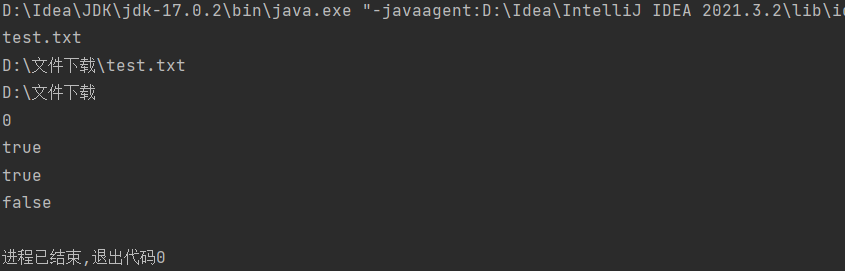 D:\Idea\JDK\jdk-17.0.2\bin\java.exe "-javaagent:D:\Idea\IntelliJ IDEA 2021.3.2\lib\
test.txt
D:\文件下载\test.txt
D:\文件下载
0
true
true
false
进程已结束,退出代码0